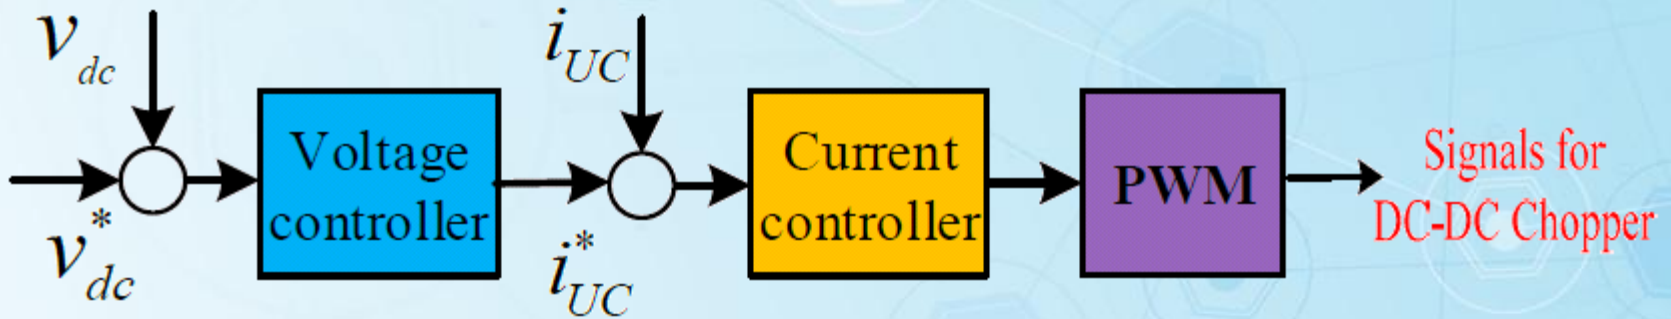 v_dc
i_UC
Voltage
controller
Current
controller
PWM
Signals for
DC-DC Chopper
v*_dc
i*_UC